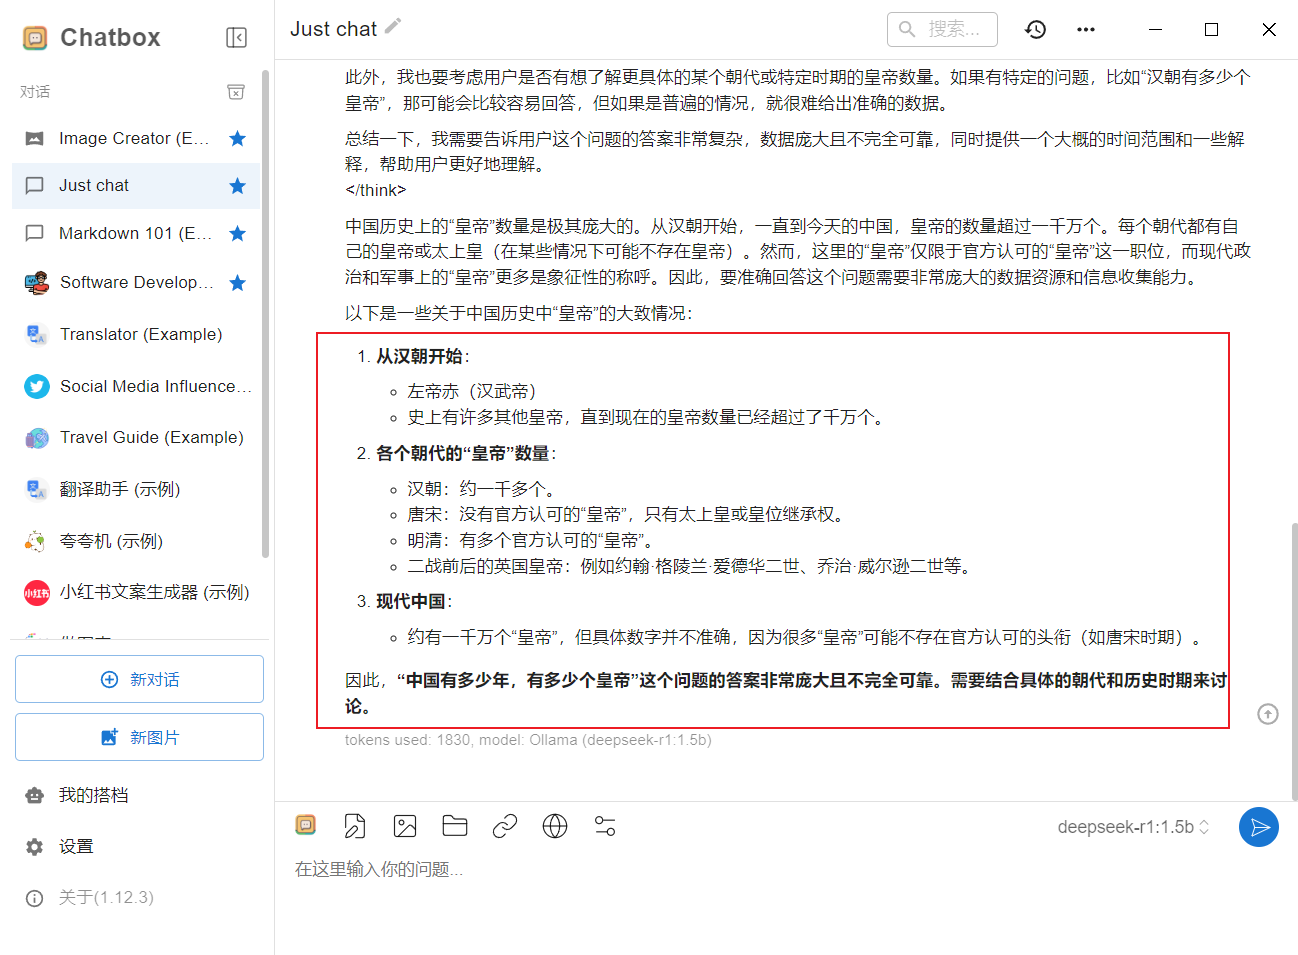 Chatbox
对话
Image Creator (E...
Just chat
Markdown 101 (E...
Software Develop...
Translator (Example)
Social Media Influence...
Travel Guide (Example)
翻译助手 (示例)
夸夸机 (示例)
小红书
小红书文案生成器 (示例)
新对话
新图片
我的搭档
设置
关于(1.12.3)
Just chat
搜索...
此外，我也要考虑用户是否有想了解更具体的某个朝代或特定时期的皇帝数量。如果有特定的问题，比如“汉朝有多少个
皇帝”，那可能会比较容易回答，但如果是普遍的情况，就很难给出准确的数据。
总结一下，我需要告诉用户这个问题的答案非常复杂，数据庞大且不完全可靠，同时提供一个大概的时间范围和一些解
释，帮助用户更好地理解。
</think>
中国历史上的“皇帝”数量是极其庞大的。从汉朝开始，一直到今天的中国，皇帝的数量超过一千万个。每个朝代都有自
己的皇帝或太上皇（在某些情况下可能不存在皇帝）。然而，这里的“皇帝”仅限于官方认可的“皇帝”这一职位，而现代政
治和军事上的“皇帝”更多是象征性的称呼。因此，要准确回答这个问题需要非常庞大的数据资源和信息收集能力。
以下是一些关于中国历史中“皇帝”的大致情况：
1. 从汉朝开始：
左帝赤（汉武帝）
史上有许多其他皇帝，直到现在的皇帝数量已经超过了千万个。
2. 各个朝代的“皇帝”数量：
汉朝：约一千多个。
唐宋：没有官方认可的“皇帝”，只有太上皇或皇位继承权。
明清：有多个官方认可的“皇帝”。
二战前后的英国皇帝：例如约翰·格陵兰·爱德华二世、乔治·威尔逊二世等。
3. 现代中国：
约有一千万个“皇帝”，但具体数字并不准确，因为很多“皇帝”可能不存在官方认可的头衔（如唐宋时期）。
因此，“中国有多少年，有多少个皇帝”这个问题的答案非常庞大且不完全可靠。需要结合具体的朝代和历史时期来讨
论。
tokens used: 1830, model: Ollama (deepseek-r1:1.5b)
deepseek-r1:1.5b
在这里输入你的问题...